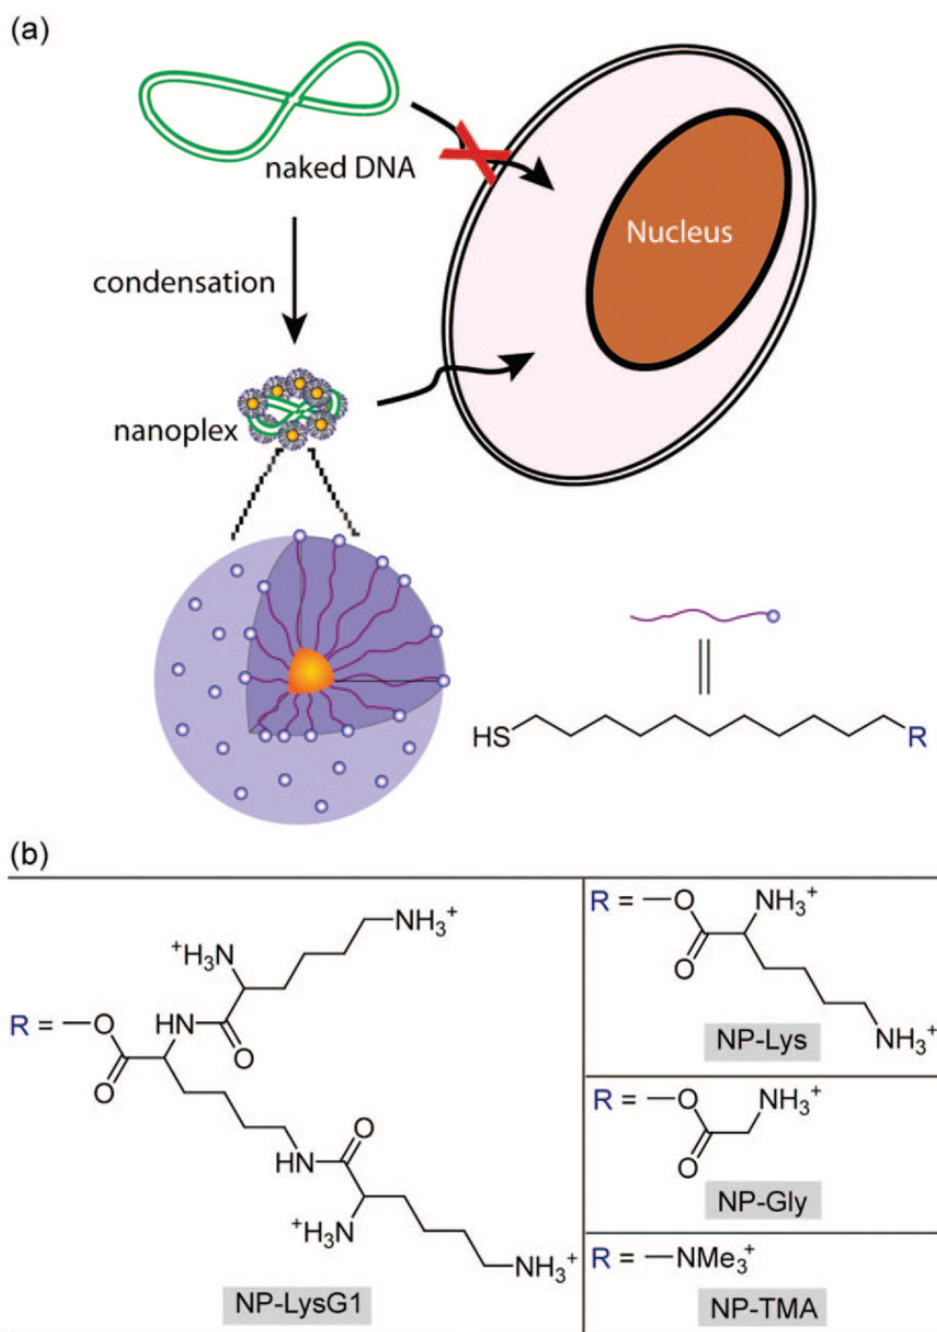 (a)
naked DNA
Nucleus
condensation
nanoplex
HS
R
(b)
R = —O
O
HN
O
+H3N
NH3+
HN
O
+H3N
NH3+
NP-LysG1
R = —O
O
NH3+
NH3+
NP-Lys
R = —O
O
NH3+
NP-Gly
R = —NMe3+
NP-TMA